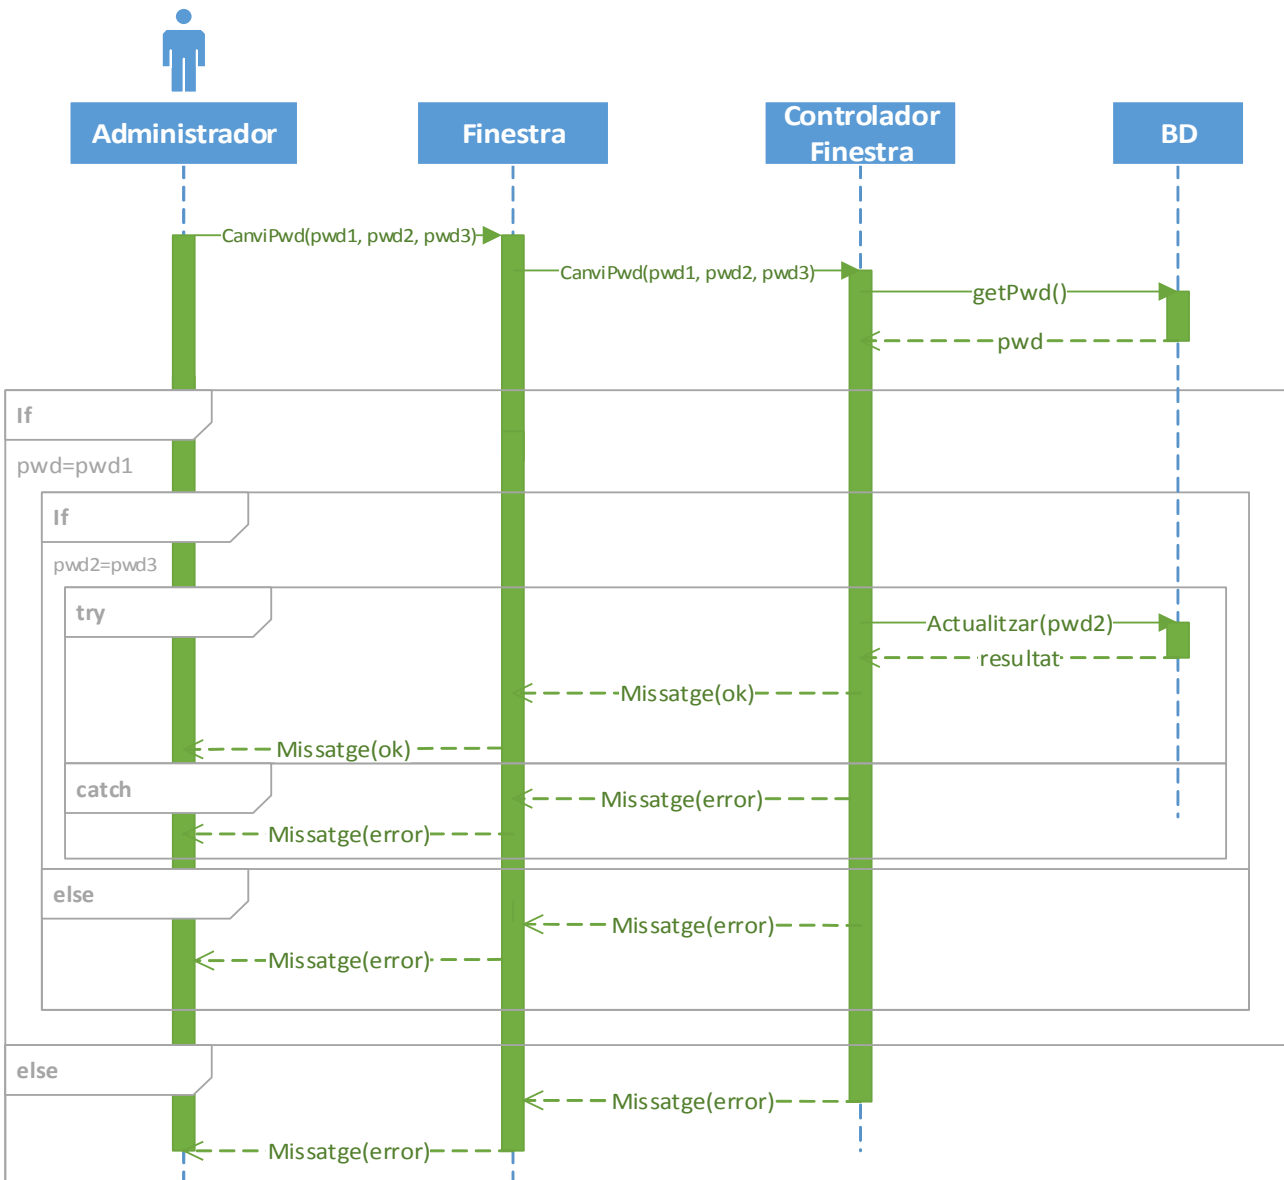 Administrador
Finestra
Controlador
Finestra
BD
CanviPwd(pwd1, pwd2, pwd3)
CanviPwd(pwd1, pwd2, pwd3)
getPwd()
pwd
If
pwd=pwd1
If
pwd2=pwd3
try
Actualitzar(pwd2)
resultat
Missatge(ok)
Missatge(ok)
catch
Missatge(error)
Missatge(error)
else
Missatge(error)
Missatge(error)
else
Missatge(error)
Missatge(error)